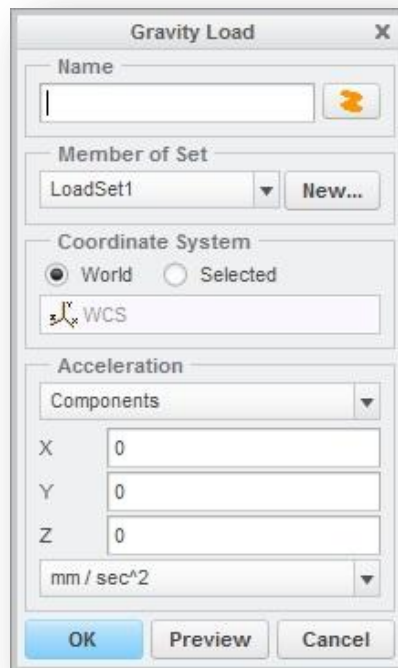 Gravity Load
Name
Member of Set
LoadSet1 New...
Coordinate System
World Selected
WCS
Acceleration
Components
X 0
Y 0
Z 0
mm / sec^2
OK Preview Cancel